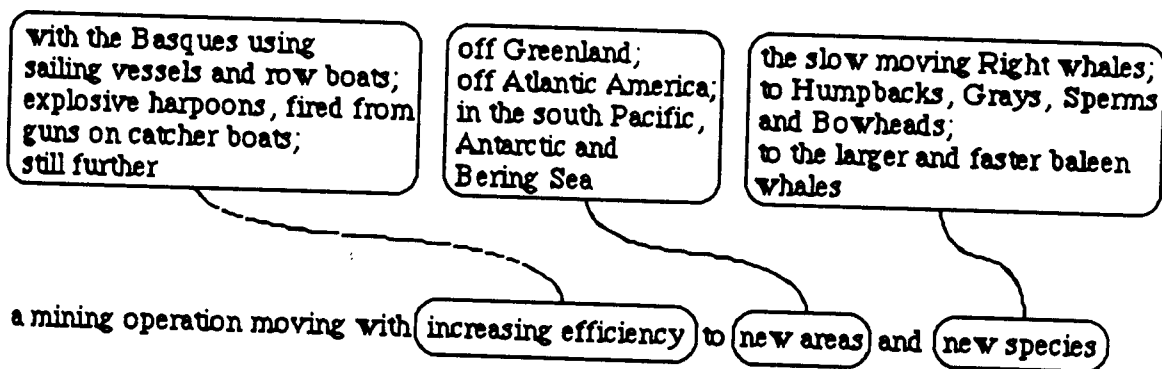 with the Basques using
sailing vessels and row boats;
explosive harpoons, fired from
guns on catcher boats;
still further
off Greenland;
off Atlantic America;
in the south Pacific,
Antarctic and
Bering Sea
the slow moving Right whales;
to Humpbacks, Grays, Sperms
and Bowheads;
to the larger and faster baleen
whales
a mining operation moving with increasing efficiency to new areas and new species